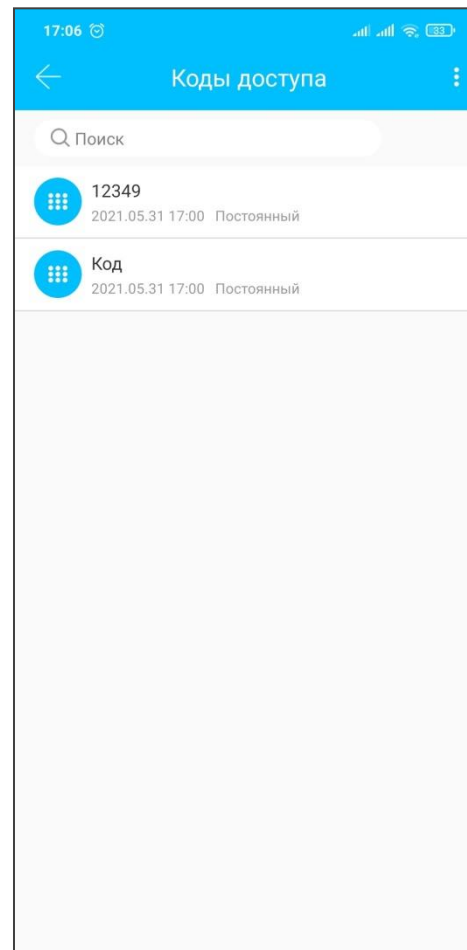 17:06 33
Коды доступа
Поиск
12349
2021.05.31 17:00 Постоянный
Код
2021.05.31 17:00 Постоянный